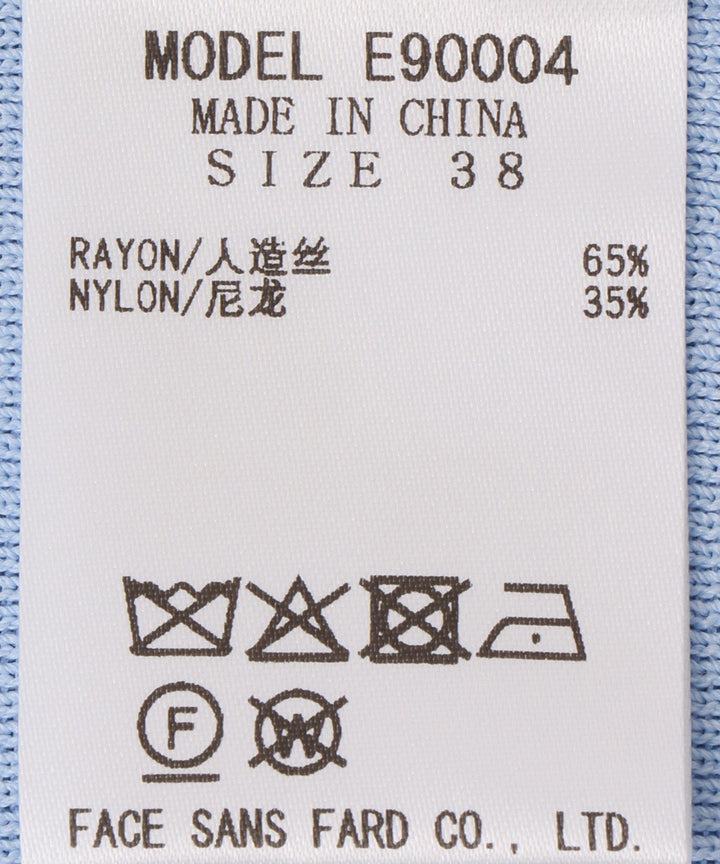 MODEL E90004
MADE IN CHINA
SIZE 38
RAYON/人造丝 65%
NYLON/尼龙 35%
F
W
FACE SANS FARD CO., LTD.